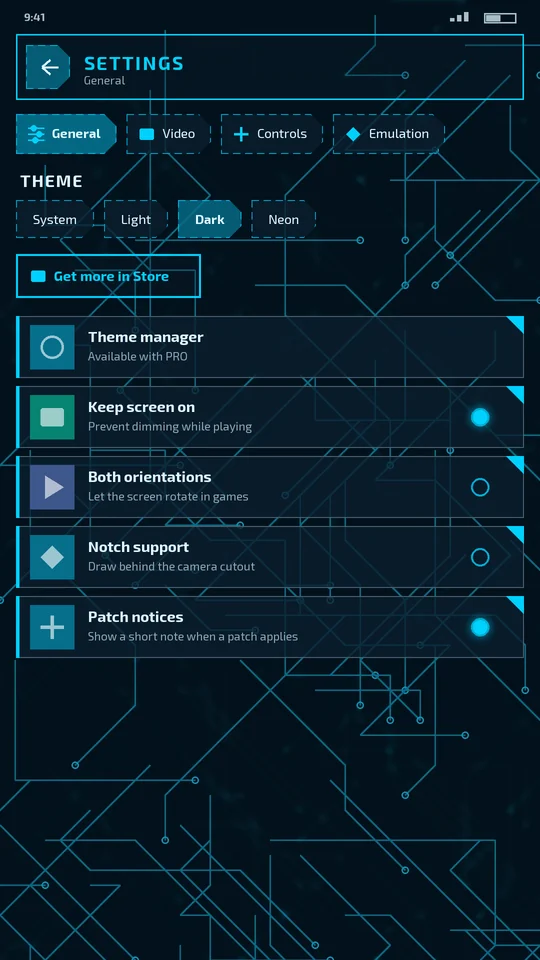 9:41
SETTINGS
General
General
Video
Controls
Emulation
THEME
System
Light
Dark
Neon
Get more in Store
Theme manager
Available with PRO
Keep screen on
Prevent dimming while playing
Both orientations
Let the screen rotate in games
Notch support
Draw behind the camera cutout
Patch notices
Show a short note when a patch applies